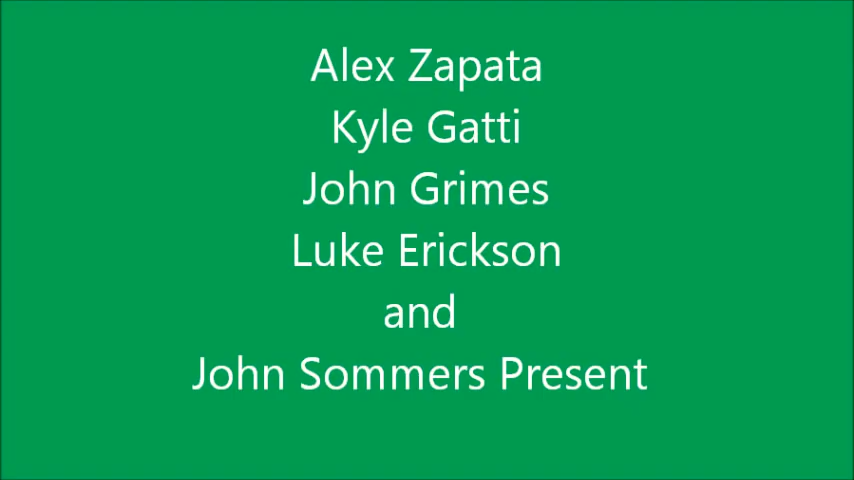 Alex Zapata
Kyle Gatti
John Grimes
Luke Erickson
and
John Sommers Present